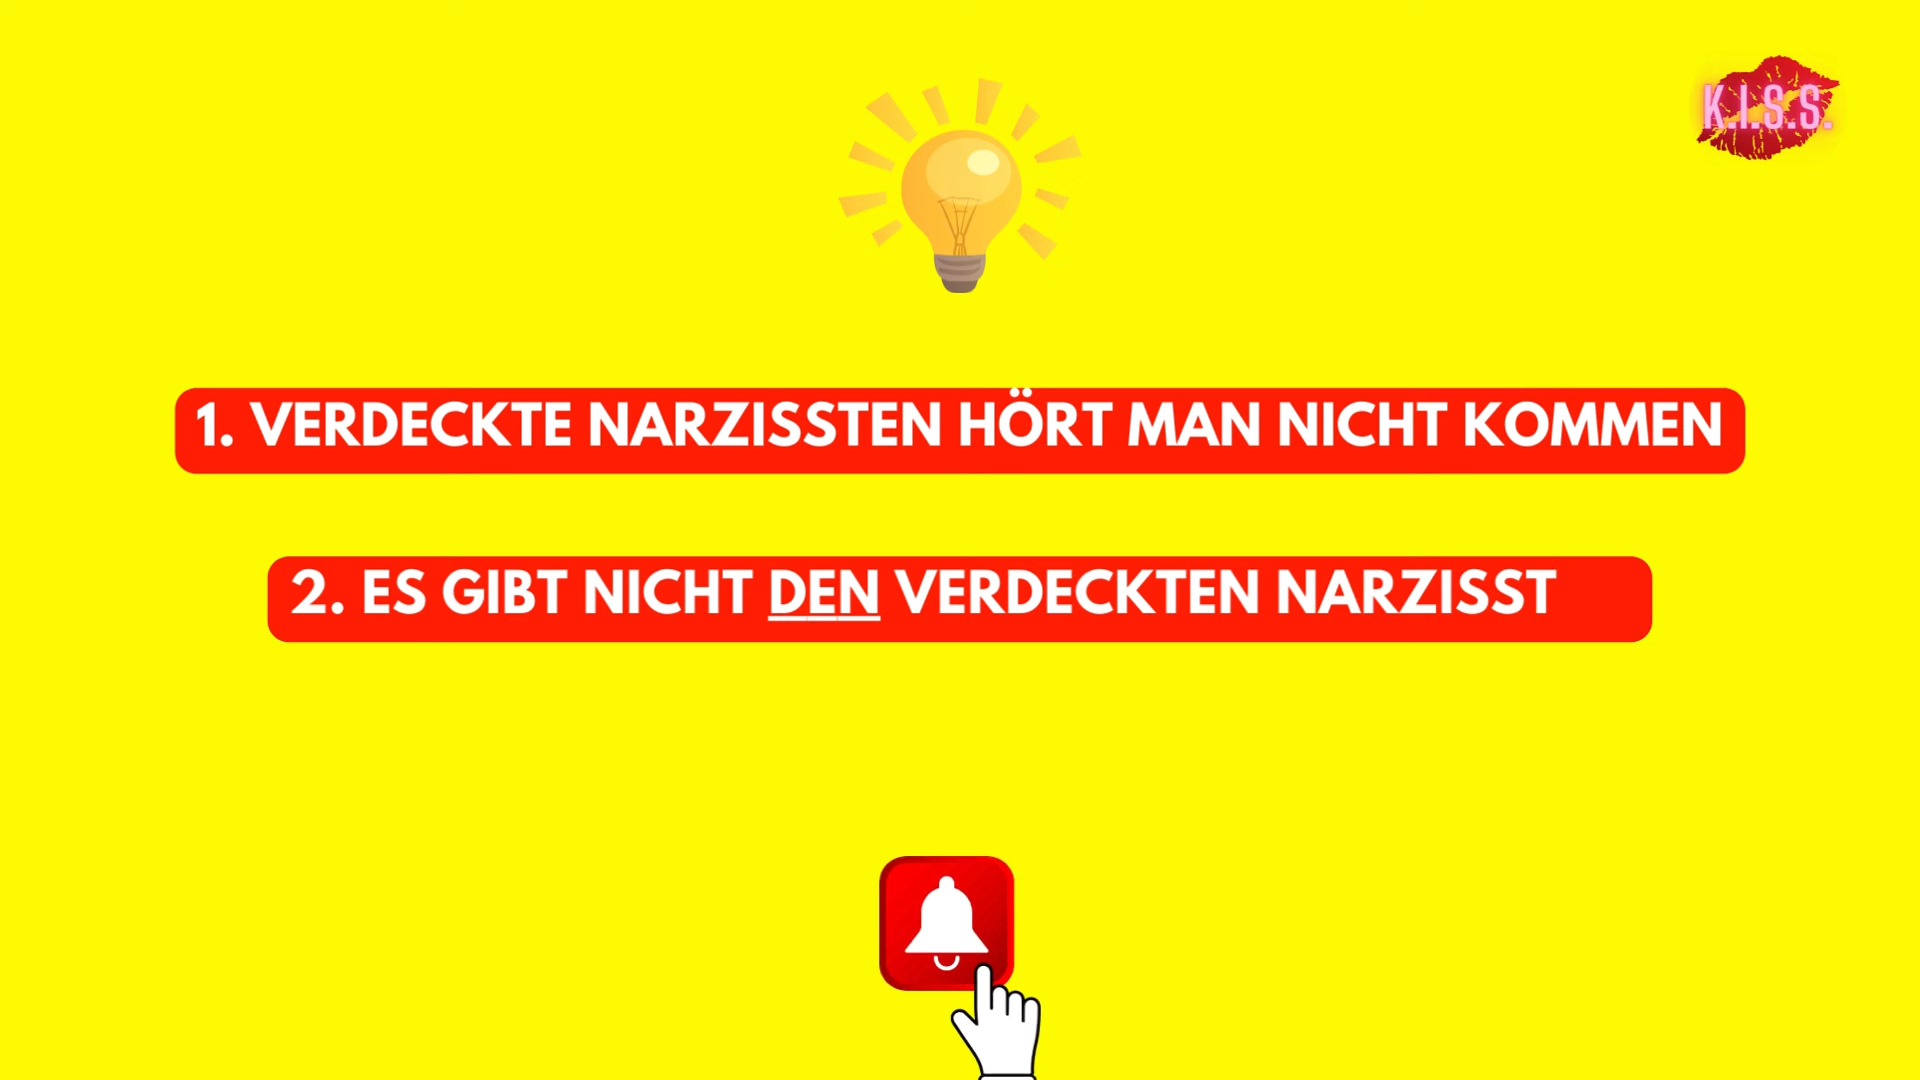 K.I.S.S.
1. VERDECKTE NARZISSTEN HÖRT MAN NICHT KOMMEN
2. ES GIBT NICHT DEN VERDECKTEN NARZISST